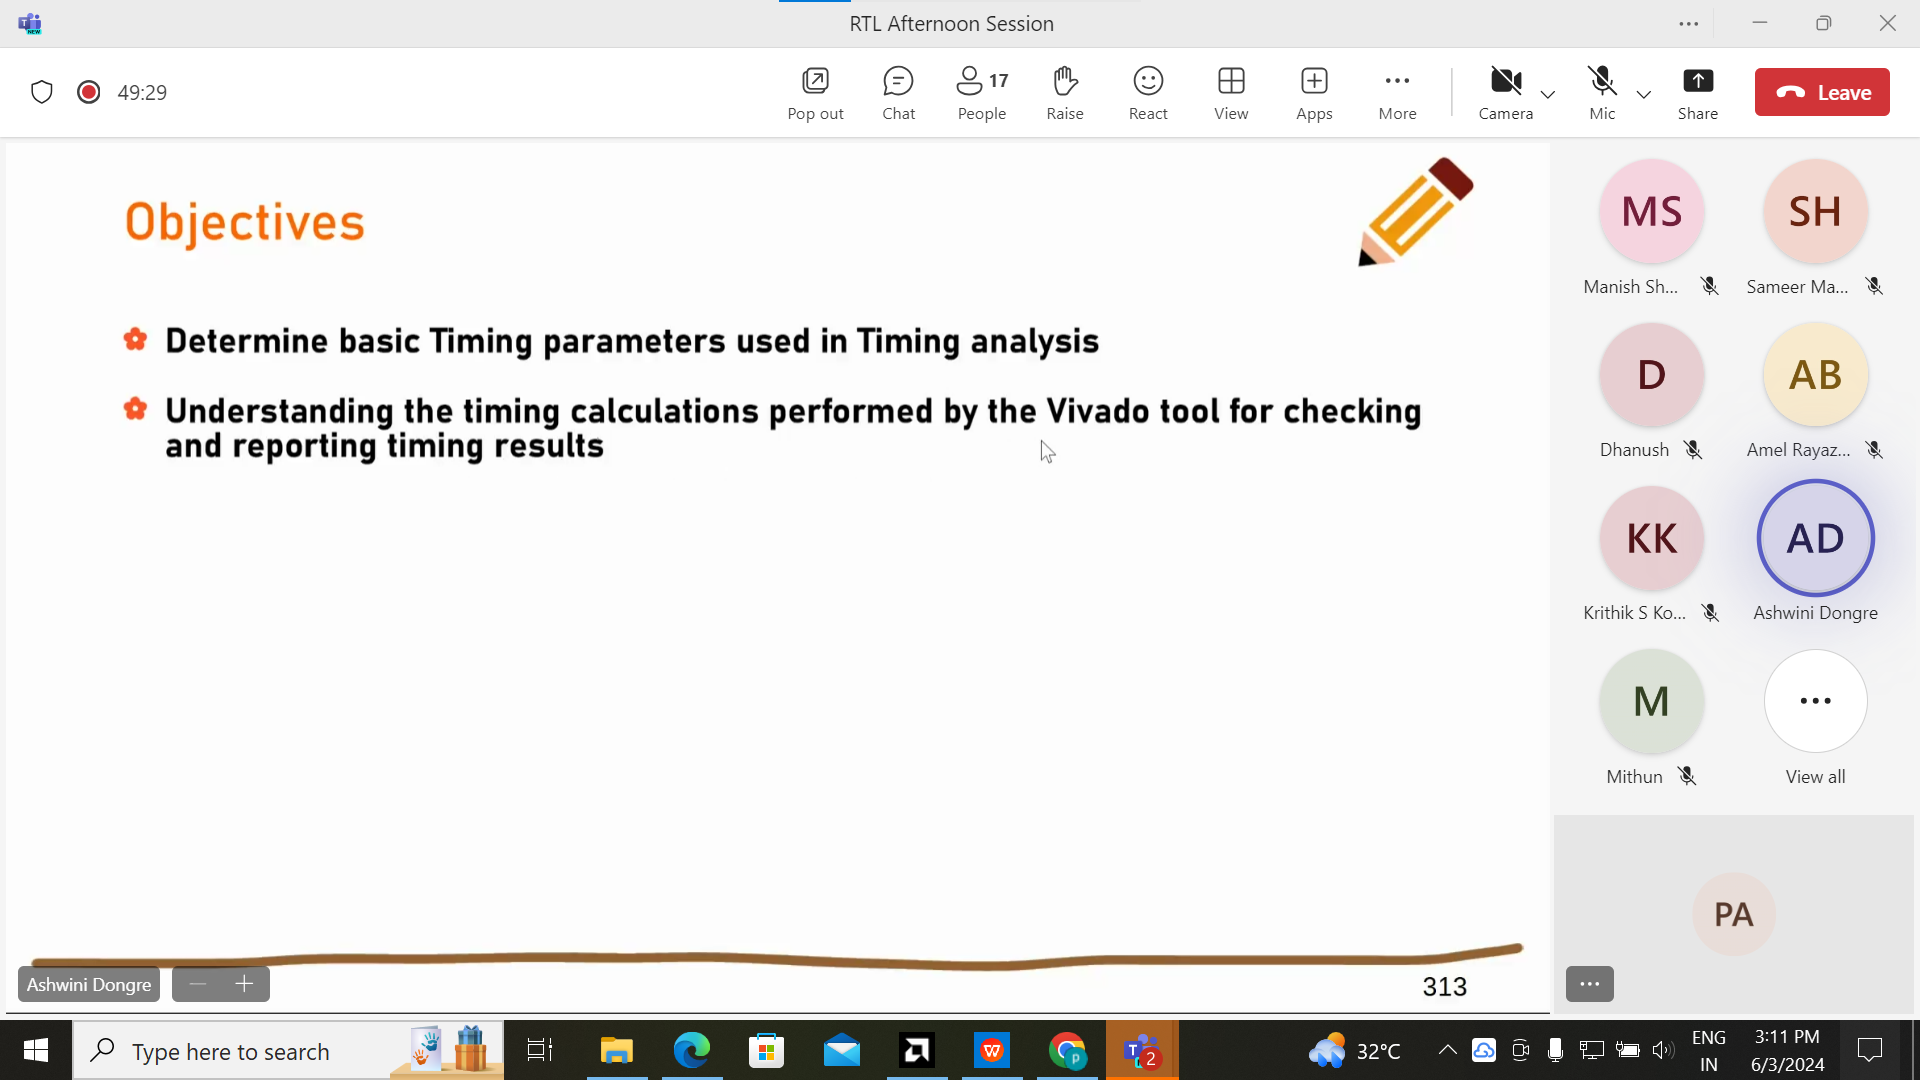 RTL Afternoon Session
49:29
Pop out
Chat
17
People
Raise
React
View
Apps
More
Camera
Mic
Share
Leave
Objectives
Determine basic Timing parameters used in Timing analysis
Understanding the timing calculations performed by the Vivado tool for checking
and reporting timing results
MS
SH
Manish Sh...
Sameer Ma...
D
AB
Dhanush
Amel Rayaz...
KK
AD
Krithik S Ko...
Ashwini Dongre
M
Mithun
View all
PA
Ashwini Dongre
313
Type here to search
2
32°C
ENG
IN
3:11 PM
6/3/2024